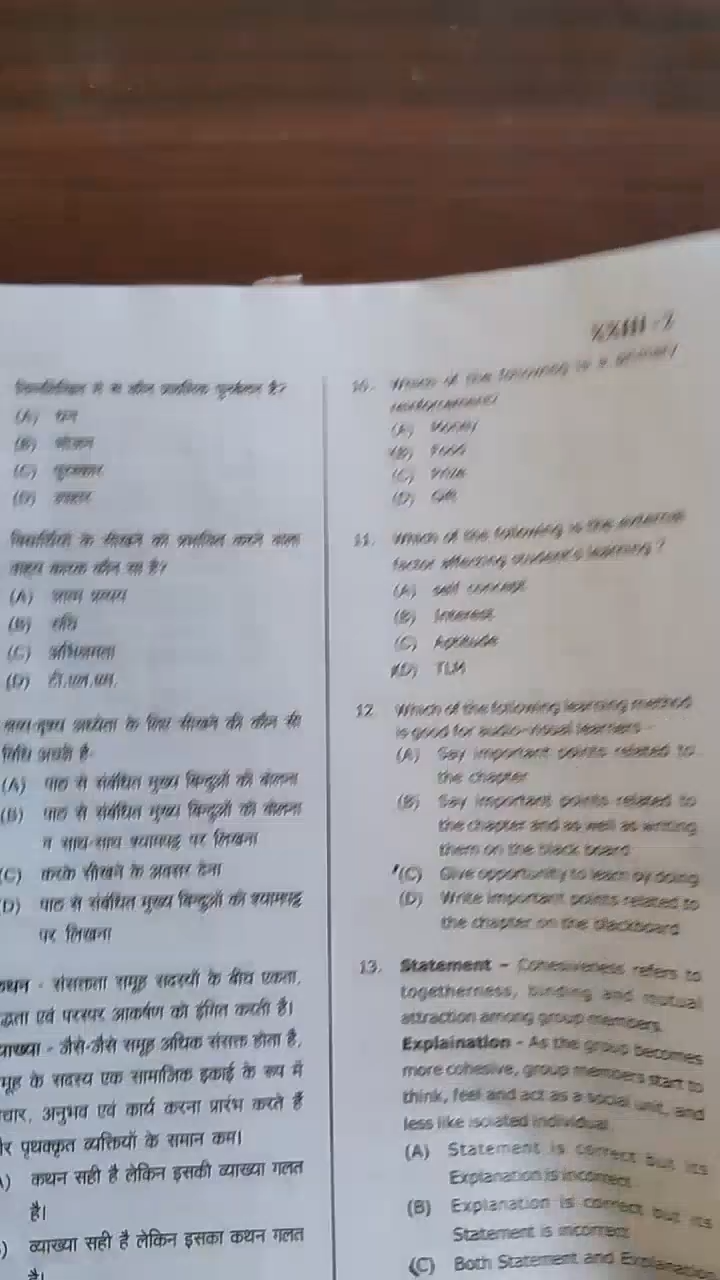 XXIII - 2
निम्नलिखित में से कौन प्राथमिक पुनर्बलन है?
(A) धन
(B) भोजन
(C) पुरस्कार
(D) उपहार
विद्यार्थियों के सीखने को प्रभावित करने वाला
वाह्य कारक कौन सा है?
(A) आत्म प्रत्यय
(B) रुचि
(C) अभिक्षमता
(D) टी.एल.एम.
अध्येता के लिए सीखने की कौन सी
विधि अच्छी है-
(A) पाठ से संबंधित मुख्य बिन्दुओं को बोलना
(B) पाठ से संबंधित मुख्य बिन्दुओं को बोलना
व साथ-साथ श्यामपट्ट पर लिखना
(C) करके सीखने के अवसर देना
(D) पाठ से संबंधित मुख्य बिन्दुओं को श्यामपट्ट
पर लिखना
- संसक्तता समूह सदस्यों के बीच एकता,
एवं परस्पर आकर्षण को इंगित करती है।
- जैसे-जैसे समूह अधिक संसक्त होता है,
के सदस्य एक सामाजिक इकाई के रूप में
अनुभव एवं कार्य करना प्रारंभ करते हैं
पृथक्कृत व्यक्तियों के समान कम।
कथन सही है लेकिन इसकी व्याख्या गलत
है।
व्याख्या सही है लेकिन इसका कथन गलत
10. Which of the following is a primary
reinforcement?
(A) Money
(B) Food
(C) Prize
(D) Gift
11. Which of the following is the external
factor affecting student's learning ?
(A) self concept
(B) Interest
(C) Aptitude
(D) TLM
12 Which of the following learning method
is good for audio-visual learners -
(A) Say important points related to
the chapter
(B) Say important points related to
the chapter and as well as writing
them on the black board
(C) Give opportunity to learn by doing
(D) Write important points related to
the chapter on the blackboard
13. Statement - Cohesiveness refers to
togetherness, binding and mutual
attraction among group members.
Explaination - As the group becomes
more cohesive, group members start to
think, feel and act as a social unit, and
less like isolated individual.
(A) Statement is correct but its
Explanation is incorrect
(B) Explanation is correct but its
Statement is incorrect
(C) Both Statement and Explanation